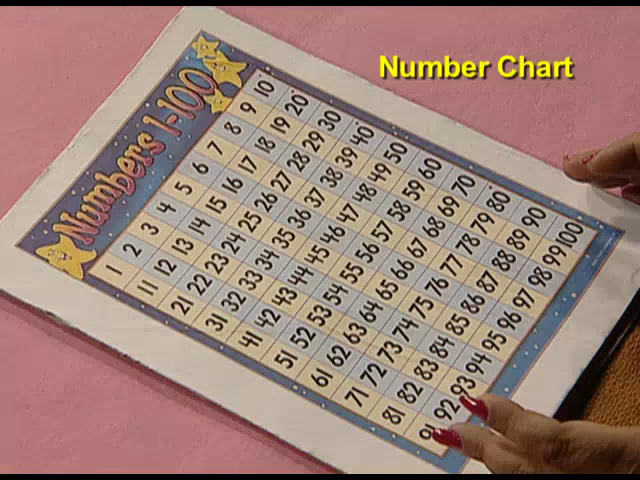 Number Chart
Numbers 1-100
1 2 3 4 5 6 7 8 9 10
11 12 13 14 15 16 17 18 19 20
21 22 23 24 25 26 27 28 29 30
31 32 33 34 35 36 37 38 39 40
41 42 43 44 45 46 47 48 49 50
51 52 53 54 55 56 57 58 59 60
61 62 63 64 65 66 67 68 69 70
71 72 73 74 75 76 77 78 79 80
81 82 83 84 85 86 87 88 89 90
91 92 93 94 95 96 97 98 99 100